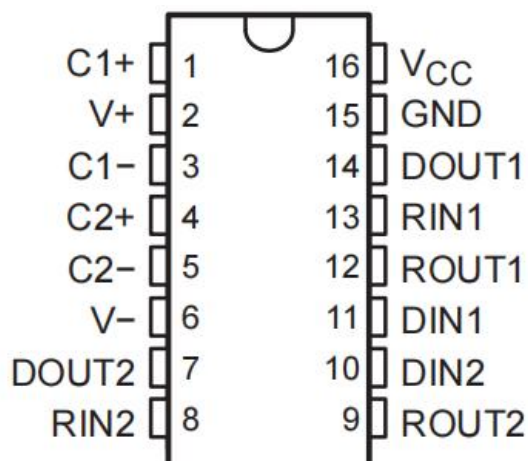 C1+ 1 16 VCC
V+ 2 15 GND
C1− 3 14 DOUT1
C2+ 4 13 RIN1
C2− 5 12 ROUT1
V− 6 11 DIN1
DOUT2 7 10 DIN2
RIN2 8 9 ROUT2